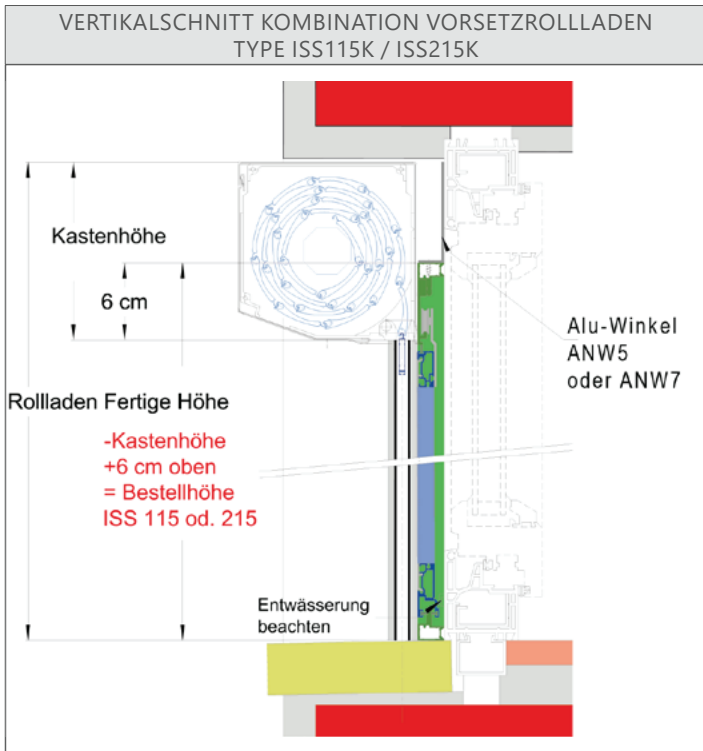 VERTIKALSCHNITT KOMBINATION VORSETZROLLLADEN
TYPE ISS115K / ISS215K
Kastenhöhe
6 cm
Alu-Winkel
ANW5
oder ANW7
Rollladen Fertige Höhe
-Kastenhöhe
+6 cm oben
= Bestellhöhe
ISS 115 od. 215
Entwässerung
beachten